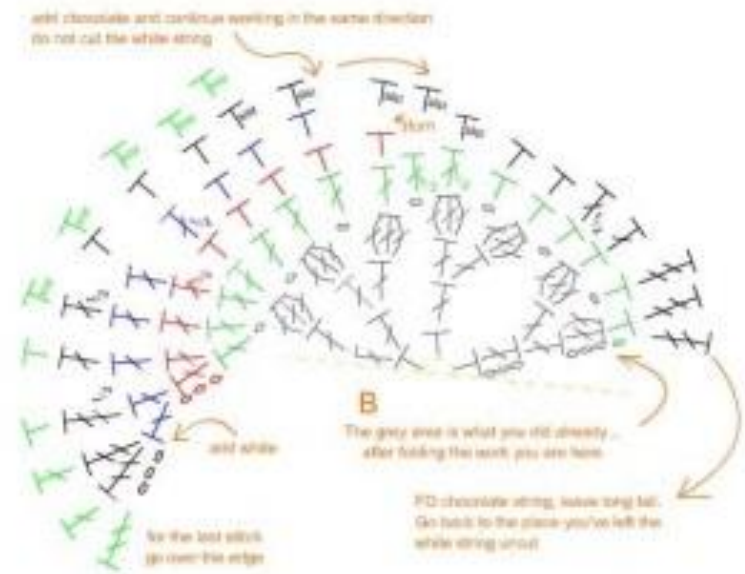 add chocolate and continue working in the same direction
do not cut the white string
turn
B
The grey area is what you did already...
after folding the work you are here
add white
FO chocolate string, leave long tail.
Go back to the place you've left the
white string uncut
for the last stitch
go over the edge